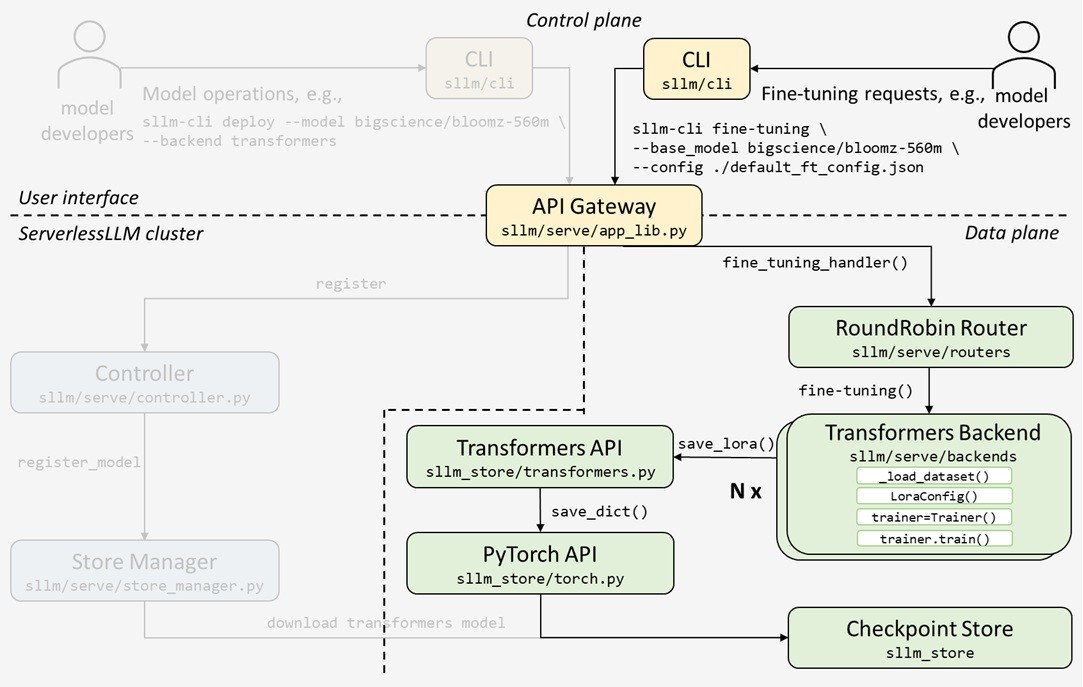 Control plane
model
developers
CLI
sllm/cli
Model operations, e.g.,
sllm-cli deploy --model bigscience/bloomz-560m \
--backend transformers
CLI
sllm/cli
Fine-tuning requests, e.g.,
sllm-cli fine-tuning \
--base_model bigscience/bloomz-560m \
--config ./default_ft_config.json
model
developers
User interface
API Gateway
sllm/serve/app_lib.py
ServerlessLLM cluster
Data plane
register
fine_tuning_handler()
RoundRobin Router
sllm/serve/routers
Controller
sllm/serve/controller.py
fine-tuning()
Transformers Backend
sllm/serve/backends
_load_dataset()
LoraConfig()
trainer=Trainer()
trainer.train()
save_lora()
N x
Transformers API
sllm_store/transformers.py
register_model
save_dict()
PyTorch API
sllm_store/torch.py
Store Manager
sllm/serve/store_manager.py
download transformers model
Checkpoint Store
sllm_store